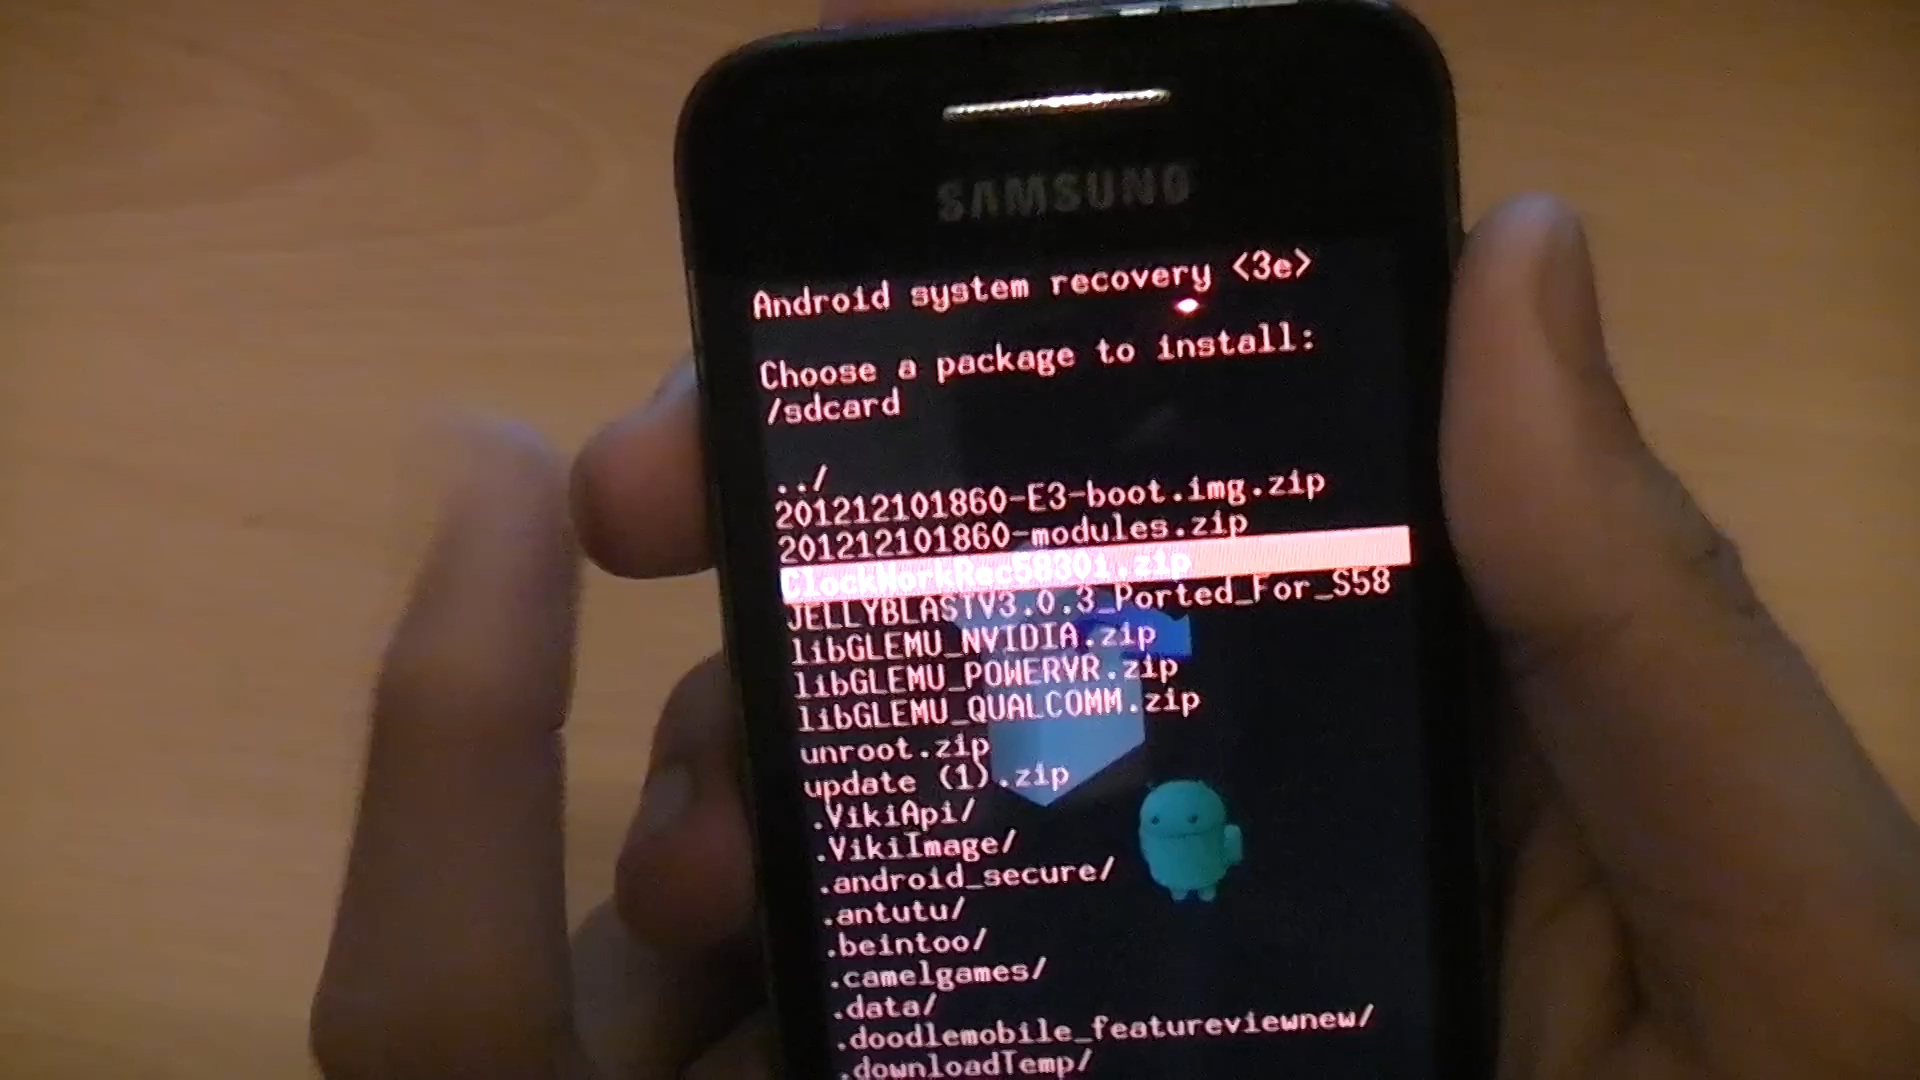 SAMSUNG
Android system recovery <3e>
Choose a package to install:
/sdcard
../
201212101860-E3-boot.img.zip
201212101860-modules.zip
ClockWorkRec5830i.zip
JELLYBLASTV3.0.3_Ported_For_S58
libGLEMU_NVIDIA.zip
libGLEMU_POWERVR.zip
libGLEMU_QUALCOMM.zip
unroot.zip
update (1).zip
.VikiApi/
.VikiImage/
.android_secure/
.antutu/
.beintoo/
.camelgames/
.data/
.doodlemobile_featureviewnew/
.downloadTemp/